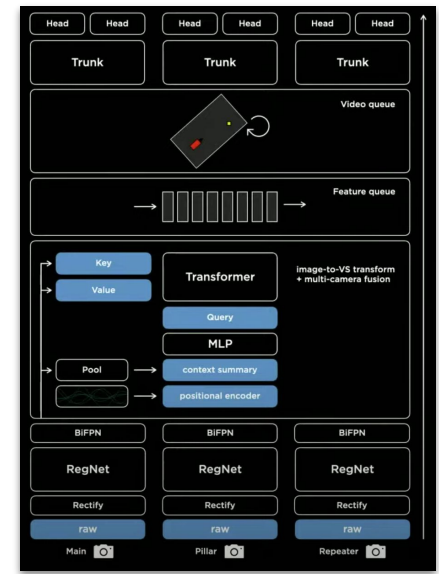 Head Head Head Head Head Head
Trunk Trunk Trunk
Video queue
Feature queue
Key
Value
Transformer
image-to-VS transform
+ multi-camera fusion
Query
MLP
Pool
context summary
positional encoder
BiFPN BiFPN BiFPN
RegNet RegNet RegNet
Rectify Rectify Rectify
raw raw raw
Main Pillar Repeater